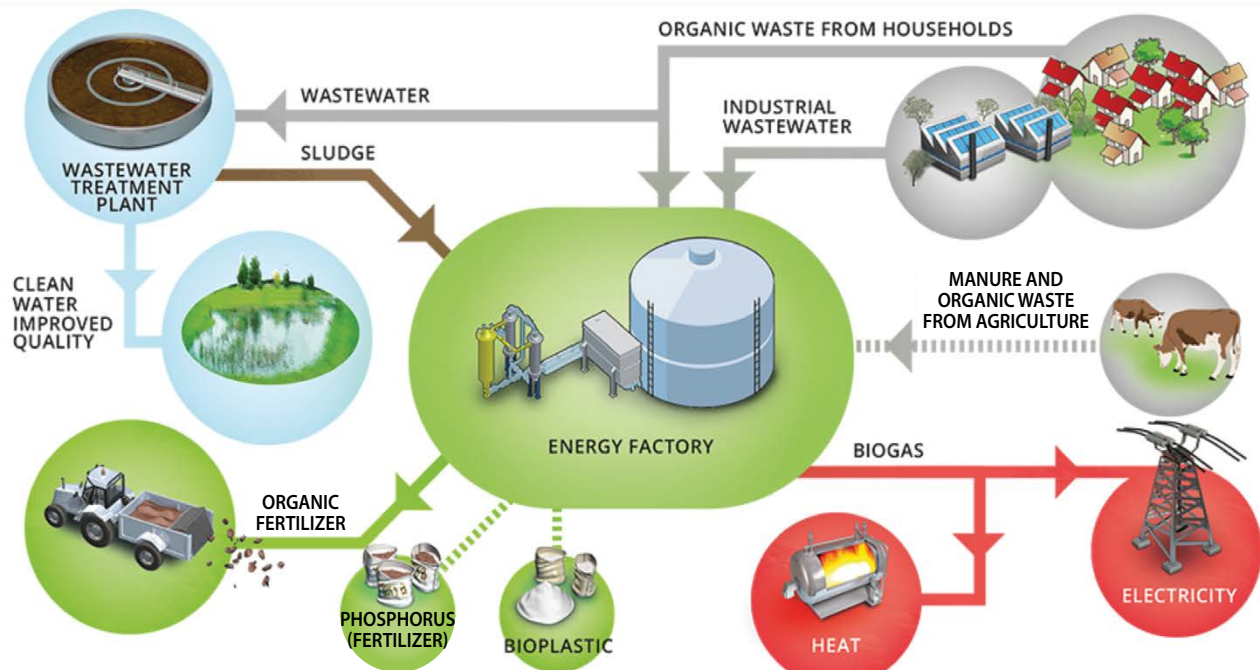 ORGANIC WASTE FROM HOUSEHOLDS
WASTEWATER
INDUSTRIAL
WASTEWATER
SLUDGE
WASTEWATER
TREATMENT
PLANT
CLEAN
WATER
IMPROVED
QUALITY
MANURE AND
ORGANIC WASTE
FROM AGRICULTURE
ENERGY FACTORY
BIOGAS
ORGANIC
FERTILIZER
PHOSPHORUS
(FERTILIZER)
BIOPLASTIC
HEAT
ELECTRICITY